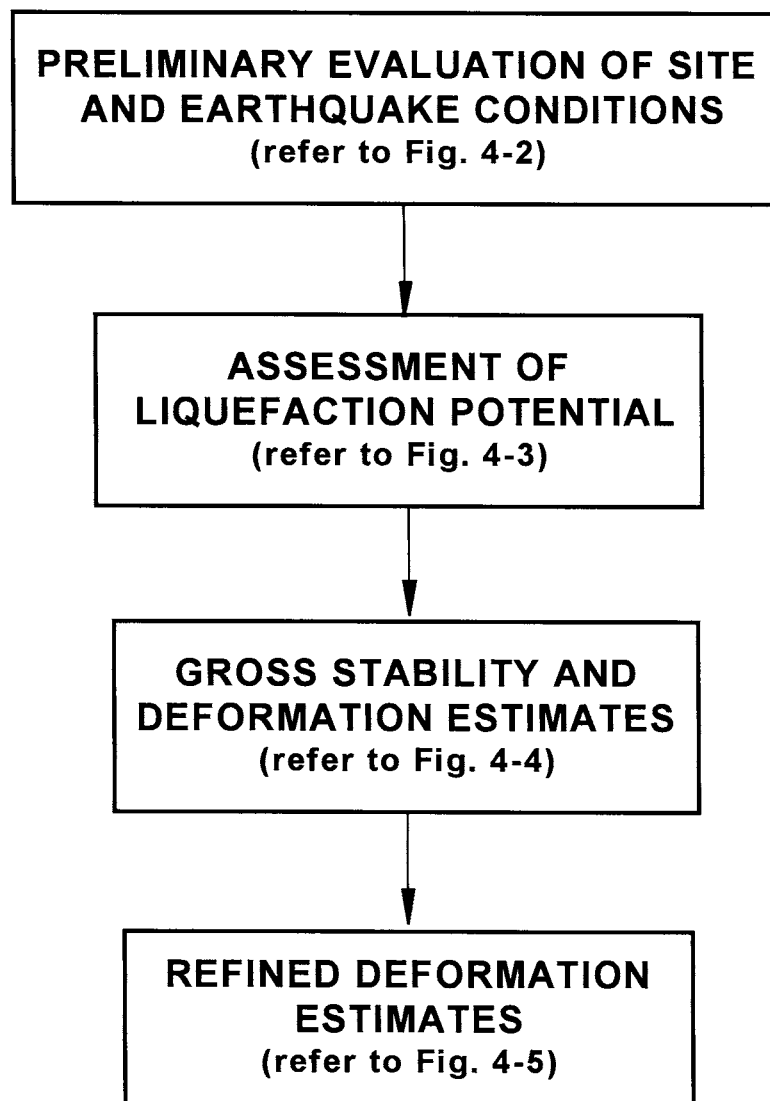 PRELIMINARY EVALUATION OF SITE
AND EARTHQUAKE CONDITIONS
(refer to Fig. 4-2)
ASSESSMENT OF
LIQUEFACTION POTENTIAL
(refer to Fig. 4-3)
GROSS STABILITY AND
DEFORMATION ESTIMATES
(refer to Fig. 4-4)
REFINED DEFORMATION
ESTIMATES
(refer to Fig. 4-5)